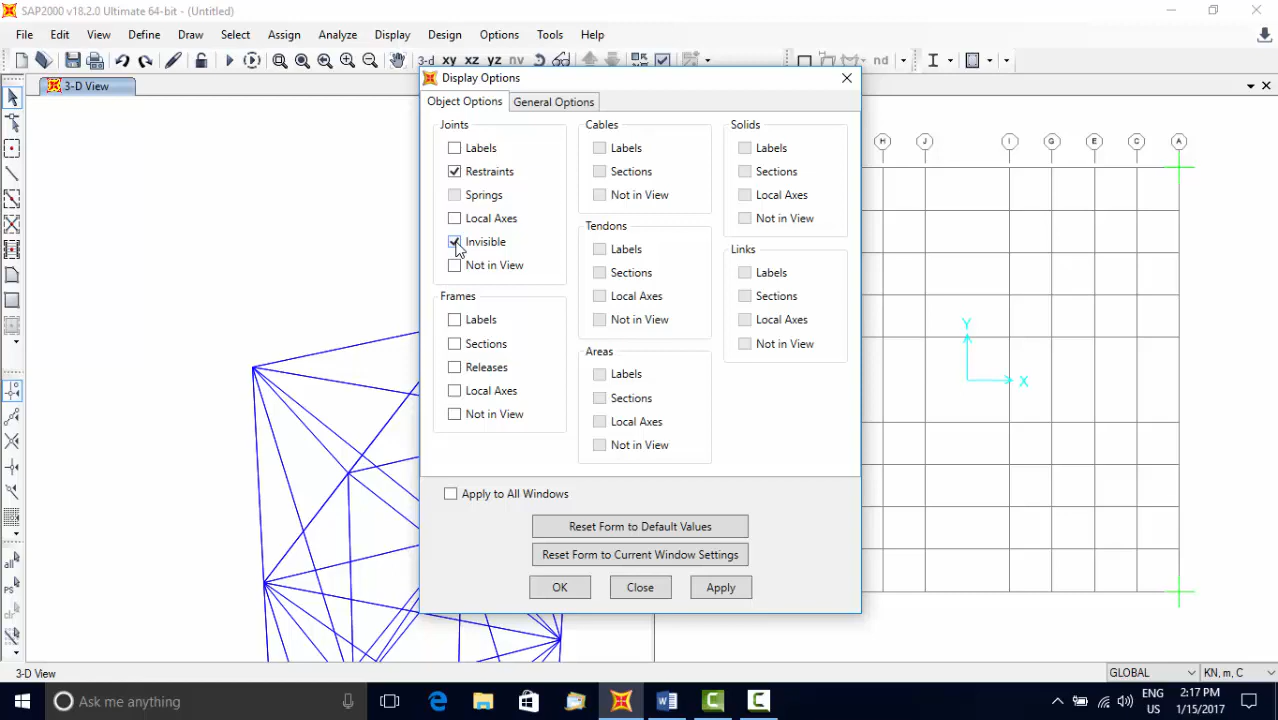 SAP2000 v18.2.0 Ultimate 64-bit - (Untitled)
File Edit View Define Draw Select Assign Analyze Display Design Options Tools Help
3-d xy xz yz nv nd
3-D View
Display Options
Object Options General Options
Joints
Labels
Restraints
Springs
Local Axes
Invisible
Not in View
Frames
Labels
Sections
Releases
Local Axes
Not in View
Cables
Labels
Sections
Not in View
Tendons
Labels
Sections
Local Axes
Not in View
Areas
Labels
Sections
Local Axes
Not in View
Solids
Labels
Sections
Local Axes
Not in View
Links
Labels
Sections
Local Axes
Not in View
Apply to All Windows
Reset Form to Default Values
Reset Form to Current Window Settings
OK Close Apply
H J I G E C A
Y
X
all
PS
clr
3-D View GLOBAL KN, m, C
Ask me anything
ENG
US
2:17 PM
1/15/2017